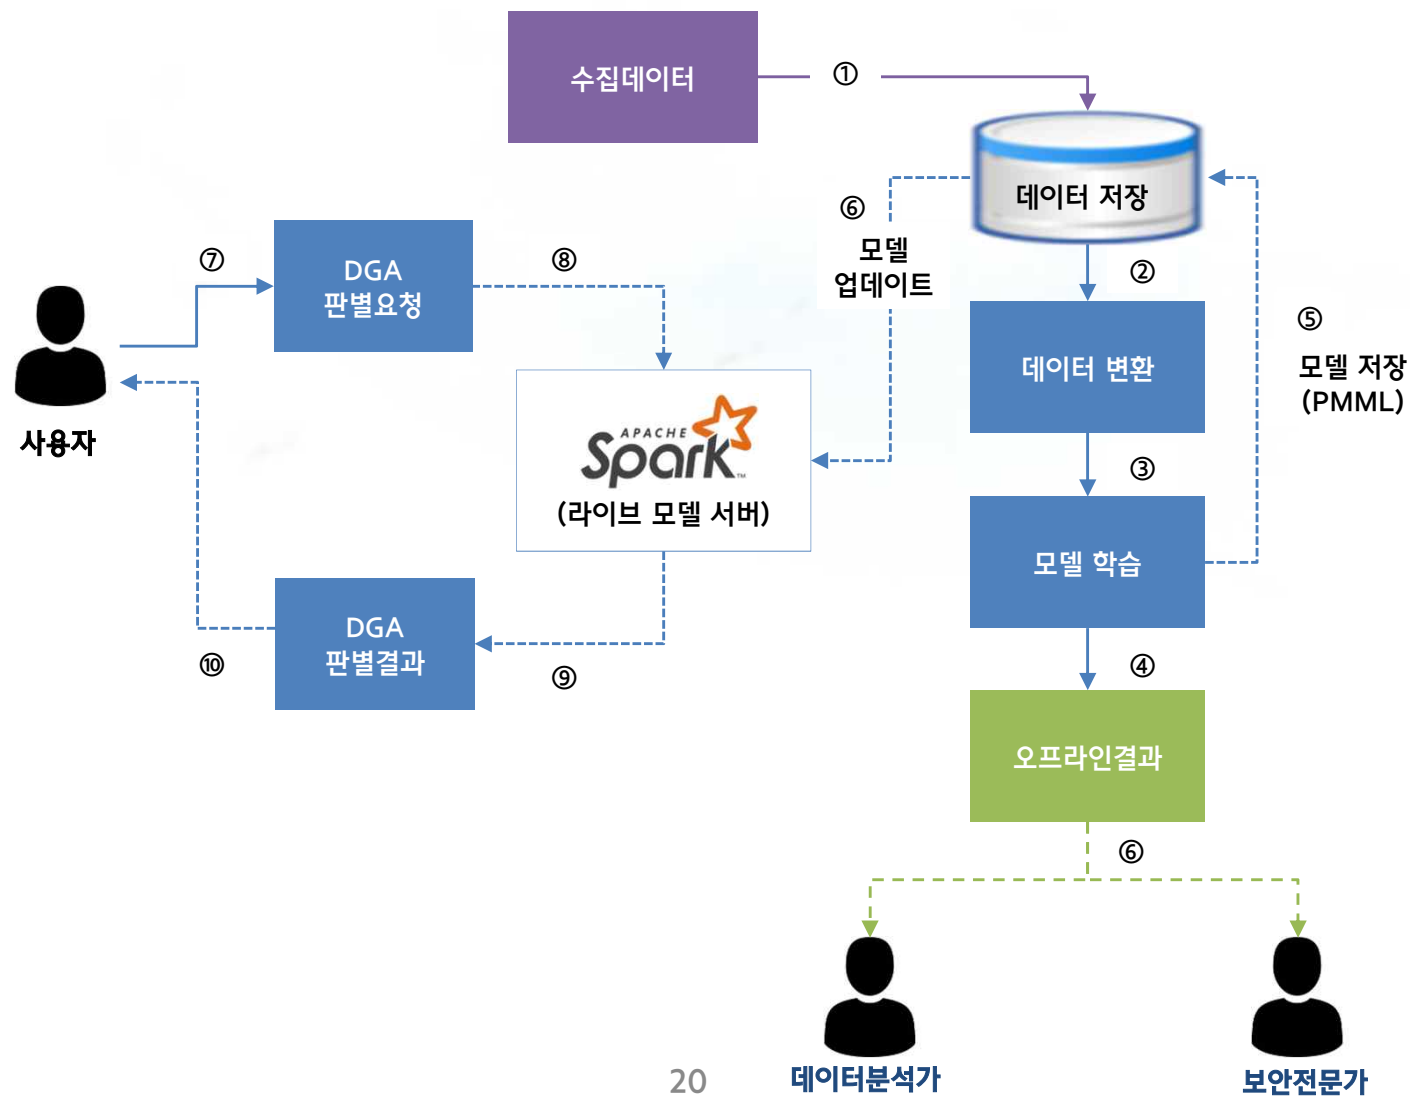 수집데이터
①
데이터 저장
⑥
모델
업데이트
②
⑦
DGA
판별요청
⑧
⑤
모델 저장
(PMML)
데이터 변환
사용자
APACHE
Spark™
(라이브 모델 서버)
③
모델 학습
DGA
판별결과
⑩
⑨
④
오프라인결과
⑥
데이터분석가
보안전문가
20